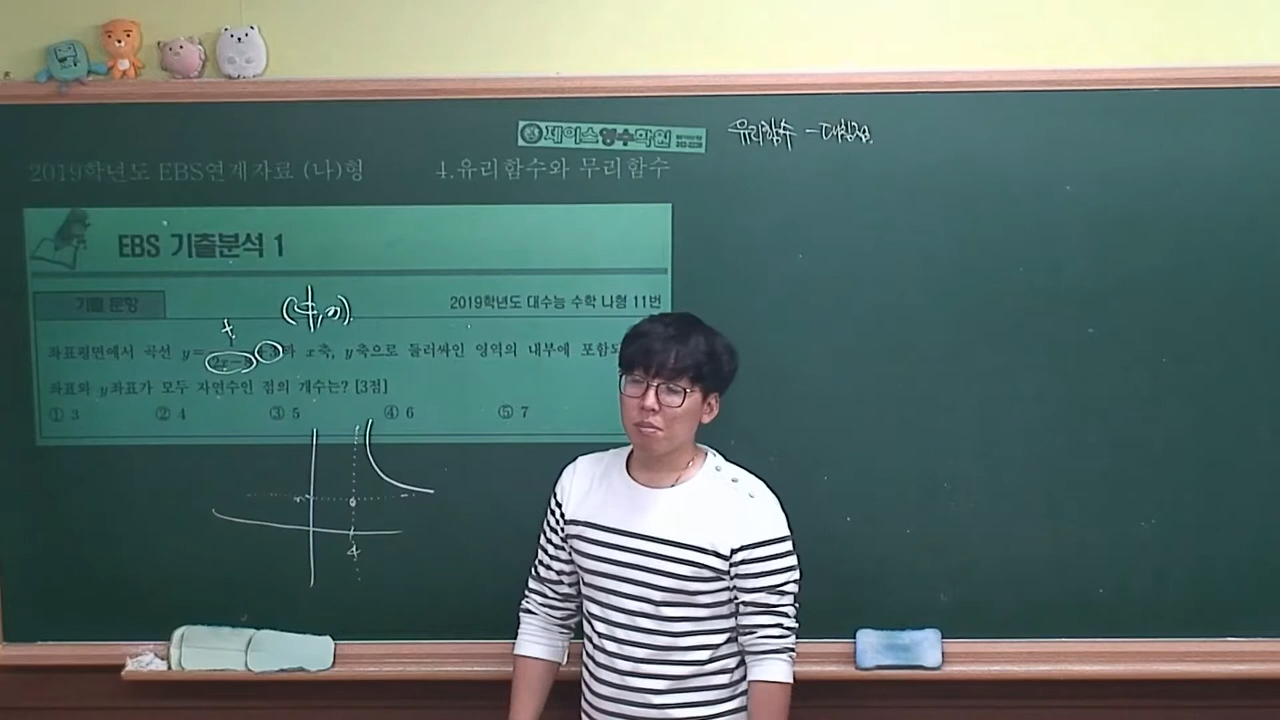 제이스영수학원
유리함수 - 대칭점
2019학년도 EBS연계자료 (나)형
4.유리함수와 무리함수
EBS 기출분석 1
기출 문항
2019학년도 대수능 수학 나형 11번
좌표평면에서 곡선 y= x축, y축으로 둘러싸인 영역의 내부에 포함
좌표와 y좌표가 모두 자연수인 점의 개수는? [3점]
① 3 ② 4 ③ 5 ④ 6 ⑤ 7
4